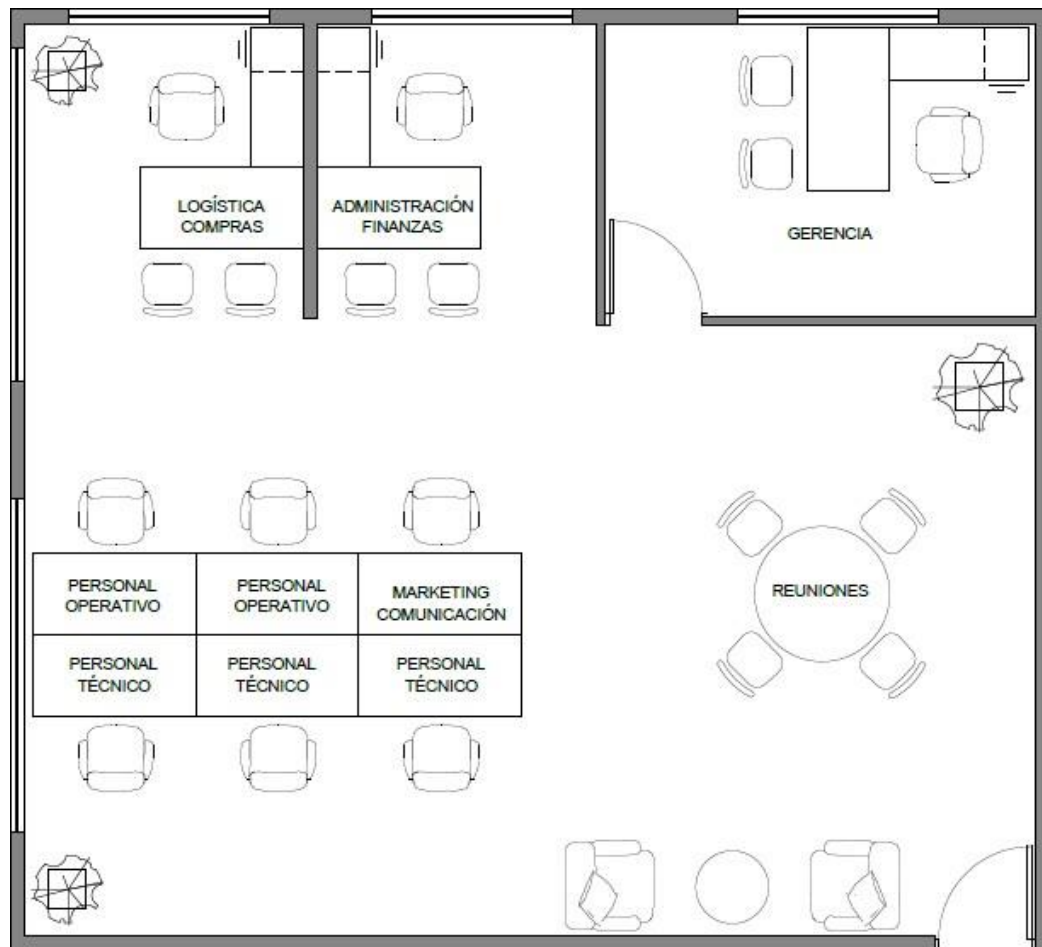 LOGÍSTICA
COMPRAS
ADMINISTRACIÓN
FINANZAS
GERENCIA
PERSONAL
OPERATIVO
PERSONAL
OPERATIVO
MARKETING
COMUNICACIÓN
REUNIONES
PERSONAL
TÉCNICO
PERSONAL
TÉCNICO
PERSONAL
TÉCNICO